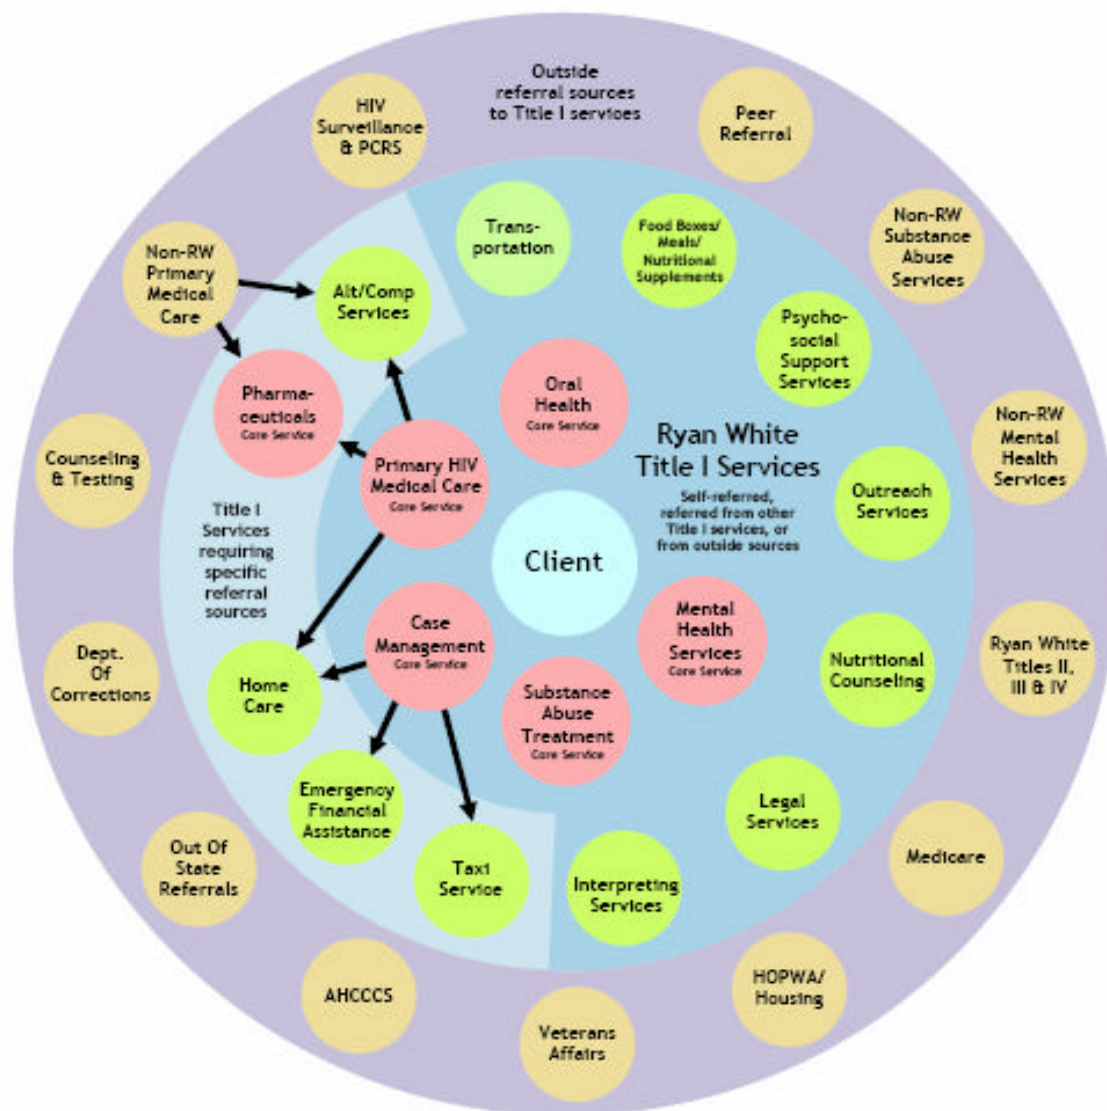 Outside
referral sources
to Title I services
HIV
Surveillance
& PCRS
Peer
Referral
Non-RW
Primary
Medical
Care
Non-RW
Substance
Abuse
Services
Trans-
portation
Food Boxes/
Meals/
Nutritional
Supplements
Alt/Comp
Services
Psycho-
social
Support
Services
Pharma-
ceuticals
Core Service
Oral
Health
Core Service
Counseling
& Testing
Primary HIV
Medical Care
Core Service
Ryan White
Title I Services
Self-referred,
referred from other
Title I services, or
from outside sources
Non-RW
Mental
Health
Services
Outreach
Services
Title I
Services
requiring
specific
referral
sources
Client
Case
Management
Core Service
Mental
Health
Services
Core Service
Dept.
Of
Corrections
Home
Care
Nutritional
Counseling
Ryan White
Titles II,
III & IV
Substance
Abuse
Treatment
Core Service
Emergency
Financial
Assistance
Legal
Services
Out Of
State
Referrals
Taxi
Service
Interpreting
Services
Medicare
AHCCCS
Veterans
Affairs
HOPWA/
Housing